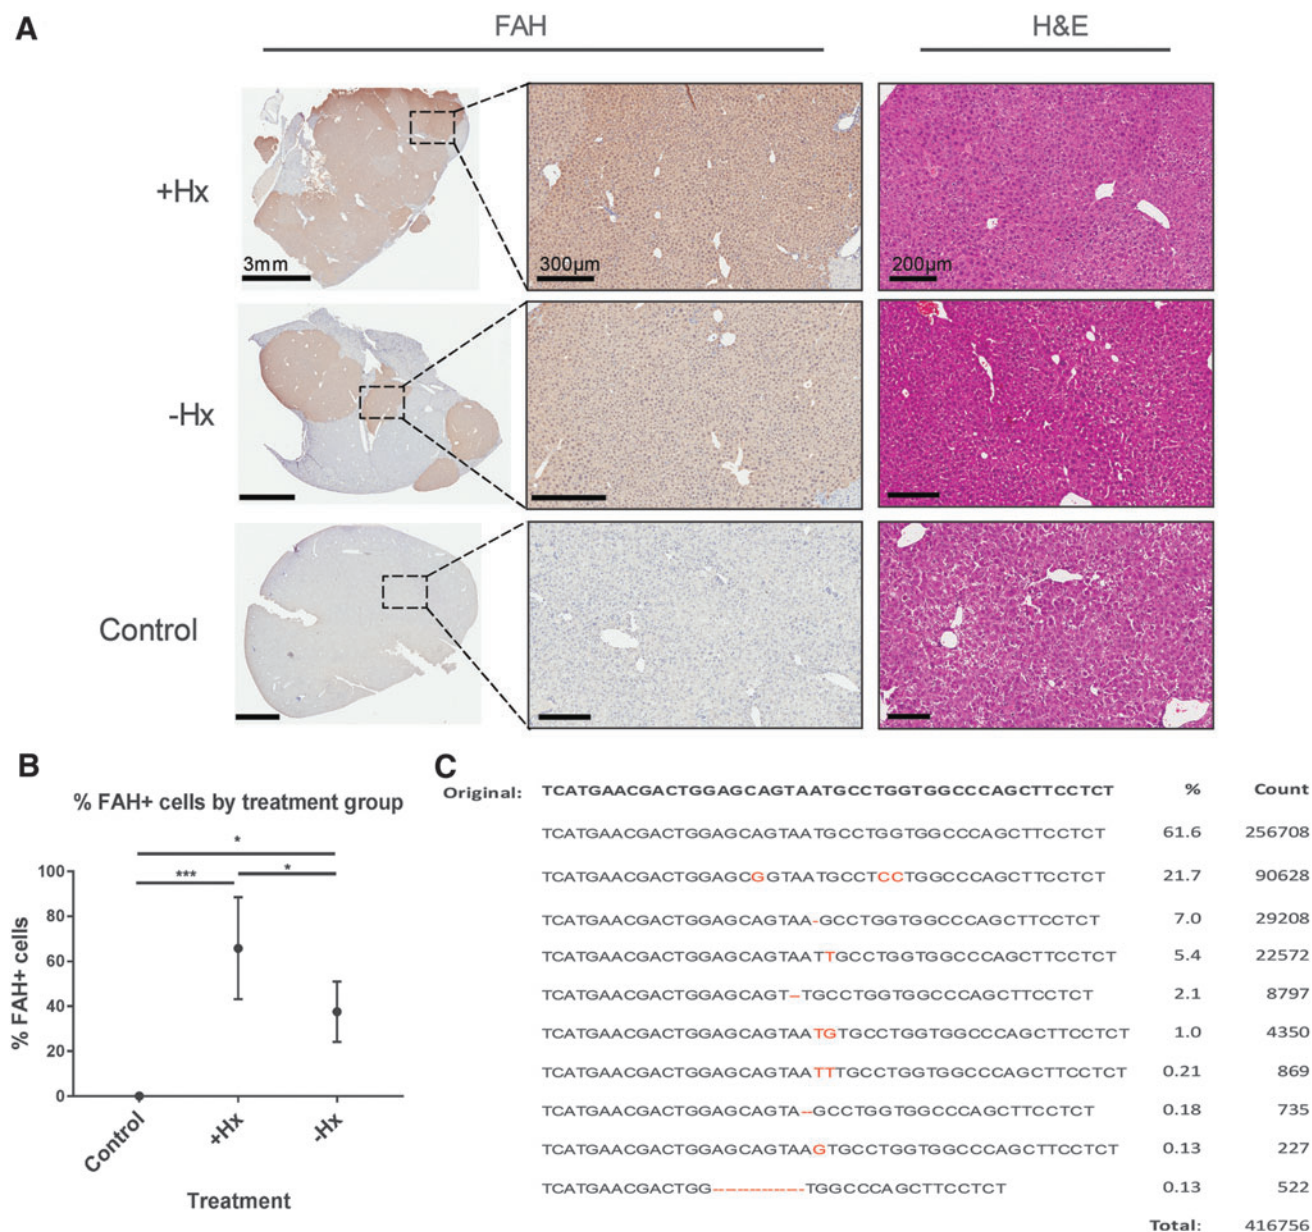 A
FAH
H&E
+Hx
3mm
300µm
200µm
-Hx
Control
B
% FAH+ cells by treatment group
*
***
*
100
80
60
40
20
0
% FAH+ cells
Control
+Hx
-Hx
Treatment
C
Original: TCATGAACGACTGGAGCAGTAATGCCTGGTGGCCCAGCTTCCTCT % Count
TCATGAACGACTGGAGCAGTAATGCCTGGTGGCCCAGCTTCCTCT 61.6 256708
TCATGAACGACTGGAGCGGTAATGCCTCCTGGCCCAGCTTCCTCT 21.7 90628
TCATGAACGACTGGAGCAGTAA-GCCTGGTGGCCCAGCTTCCTCT 7.0 29208
TCATGAACGACTGGAGCAGTAATTGCCTGGTGGCCCAGCTTCCTCT 5.4 22572
TCATGAACGACTGGAGCAGT--TGCCTGGTGGCCCAGCTTCCTCT 2.1 8797
TCATGAACGACTGGAGCAGTAATGTGCCTGGTGGCCCAGCTTCCTCT 1.0 4350
TCATGAACGACTGGAGCAGTAATTTGCCTGGTGGCCCAGCTTCCTCT 0.21 869
TCATGAACGACTGGAGCAGTA--GCCTGGTGGCCCAGCTTCCTCT 0.18 735
TCATGAACGACTGGAGCAGTAAGTGCCTGGTGGCCCAGCTTCCTCT 0.13 227
TCATGAACGACTGG---------------TGGCCCAGCTTCCTCT 0.13 522
Total: 416756